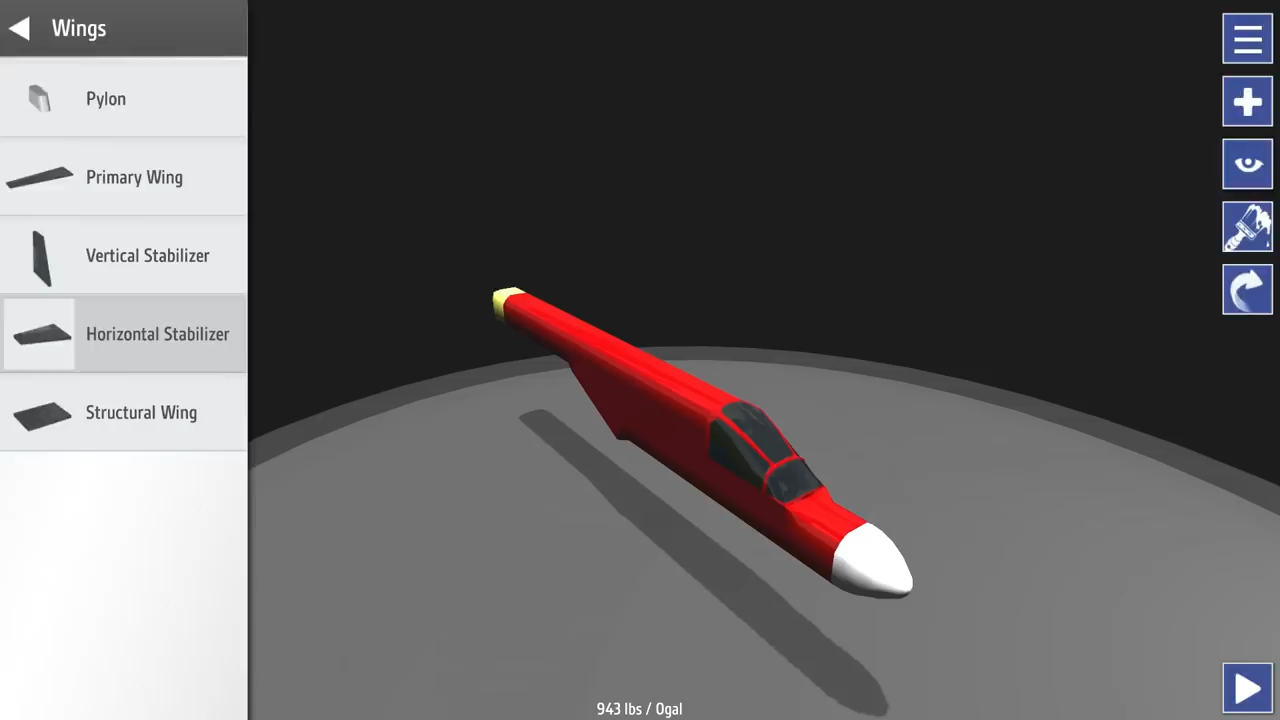 Wings
Pylon
Primary Wing
Vertical Stabilizer
Horizontal Stabilizer
Structural Wing
943 lbs / 0gal